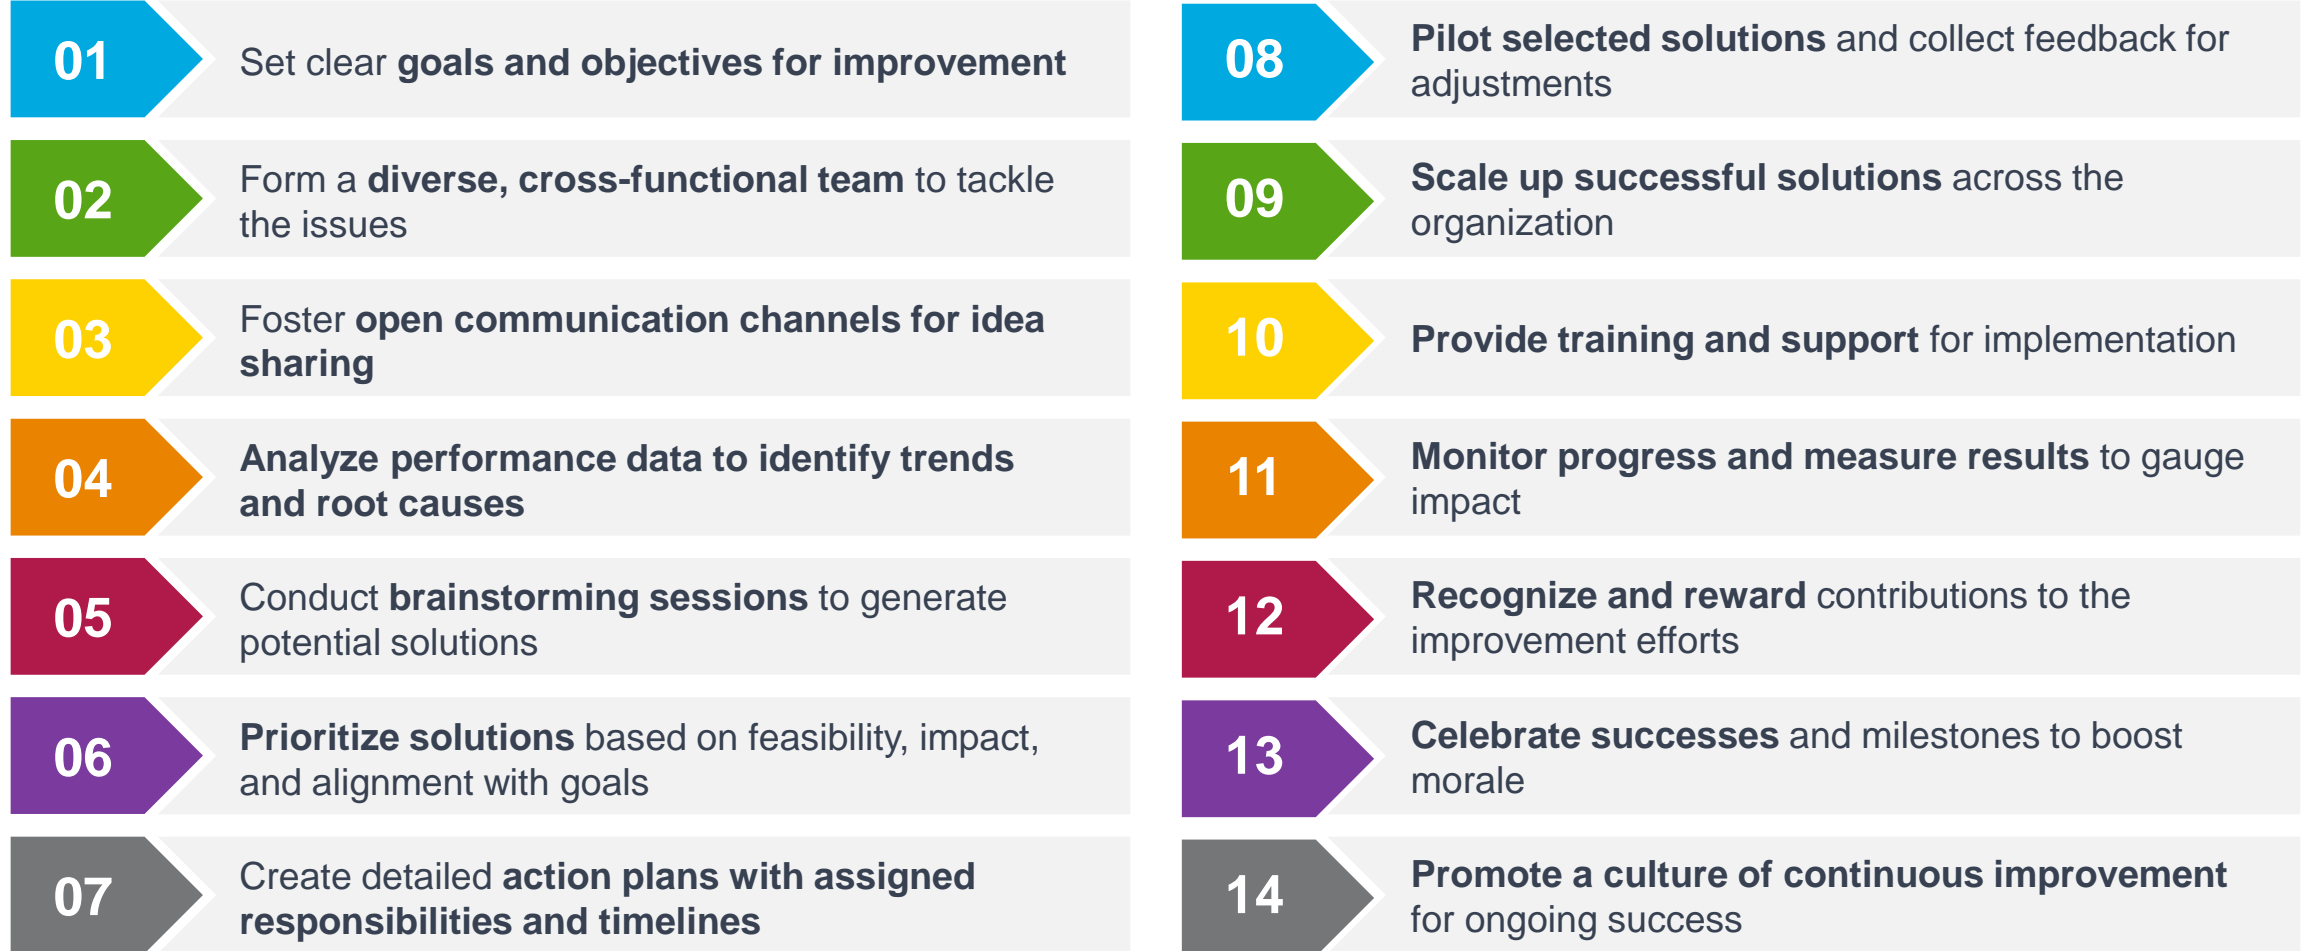 01
Set clear goals and objectives for improvement
02
Form a diverse, cross-functional team to tackle
the issues
03
Foster open communication channels for idea
sharing
04
Analyze performance data to identify trends
and root causes
05
Conduct brainstorming sessions to generate
potential solutions
06
Prioritize solutions based on feasibility, impact,
and alignment with goals
07
Create detailed action plans with assigned
responsibilities and timelines
08
Pilot selected solutions and collect feedback for
adjustments
09
Scale up successful solutions across the
organization
10
Provide training and support for implementation
11
Monitor progress and measure results to gauge
impact
12
Recognize and reward contributions to the
improvement efforts
13
Celebrate successes and milestones to boost
morale
14
Promote a culture of continuous improvement
for ongoing success